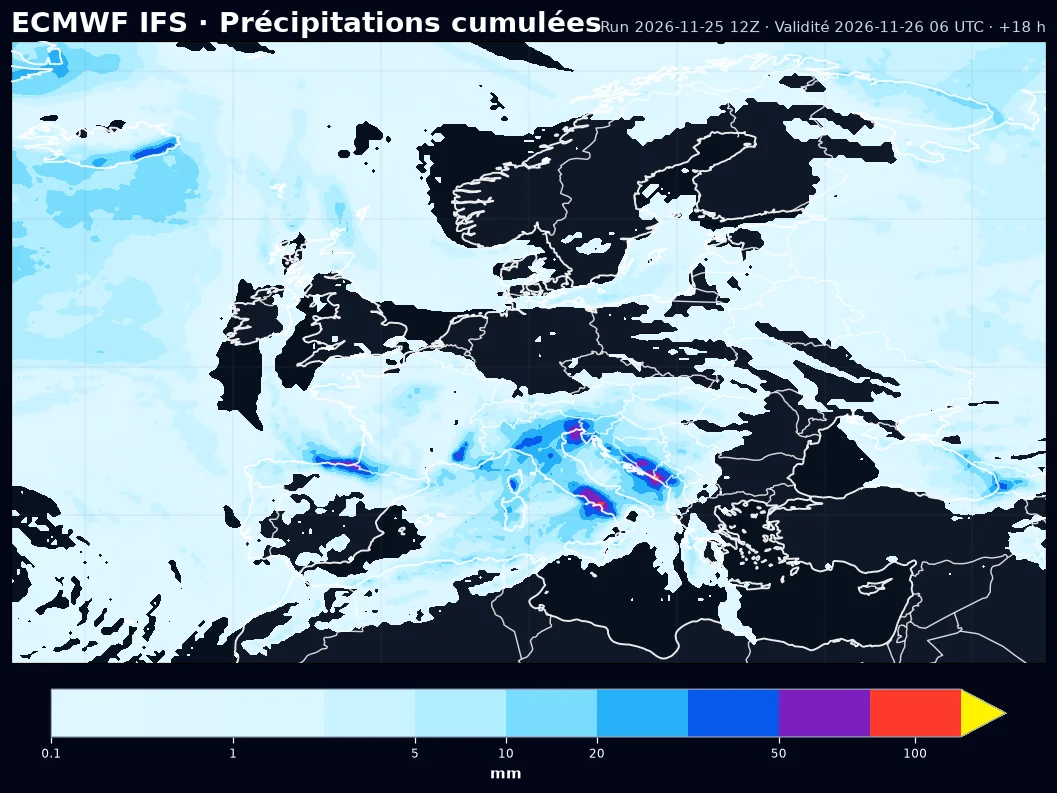 ECMWF IFS · Précipitations cumulées
Run 2026-11-25 12Z · Validité 2026-11-26 06 UTC · +18 h
0.1 1 5 10 20 50 100
mm